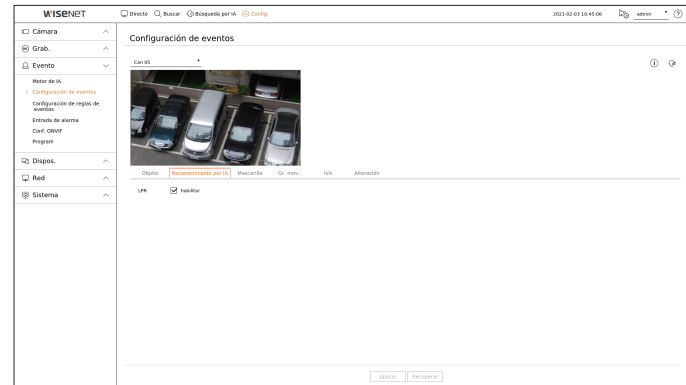 WISENET
Directo Buscar Búsqueda por IA Config. 2021-02-03 10:45:06 admin
Cámara
Grab.
Evento
Motor de IA
Configuración de eventos
Configuración de reglas de
eventos
Entrada de alarma
Conf. ONVIF
Program
Dispos.
Red
Sistema
Configuración de eventos
Can 05
Objeto Reconocimiento por IA Mascarilla Gr. mov. IVA Alteración
LPR habilitar
Aplicar Recuperar